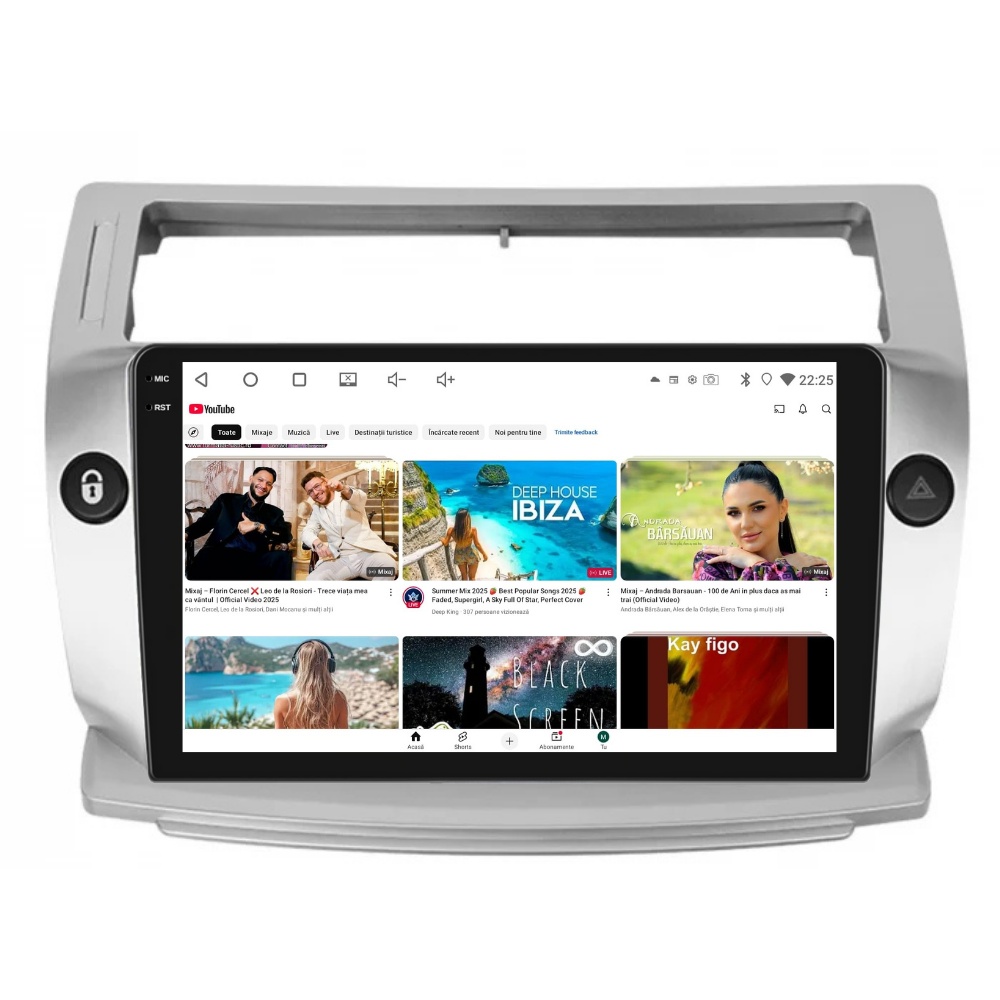 MIC
22:25
RST
YouTube
Toate
Mixaje
Muzică
Live
Destinații turistice
Încărcate recent
Noi pentru tine
Trimite feedback
DEEP HOUSE
IBIZA
ANDRADA
BÂRSĂUAN
Mixaj
LIVE
Mixaj
Mixaj – Florin Cercel ❌ Leo de la Rosiori - Trece viața mea
ca vântul | Official Video 2025
Florin Cercel, Leo de la Rosiori, Dani Mocanu și mulți alții
LIVE
Summer Mix 2025 🍓 Best Popular Songs 2025 🍓
Faded, Supergirl, A Sky Full Of Star, Perfect Cover
Deep King · 307 persoane vizionează
Mixaj – Andrada Barsauan - 100 de Ani in plus daca as mai
trai (Official Video)
Andrada Bârsăuan, Alex de la Orăștie, Elena Toma și mulți alții
BLACK
SCREEN
Kay figo
Acasă
Shorts
Abonamente
M
Tu